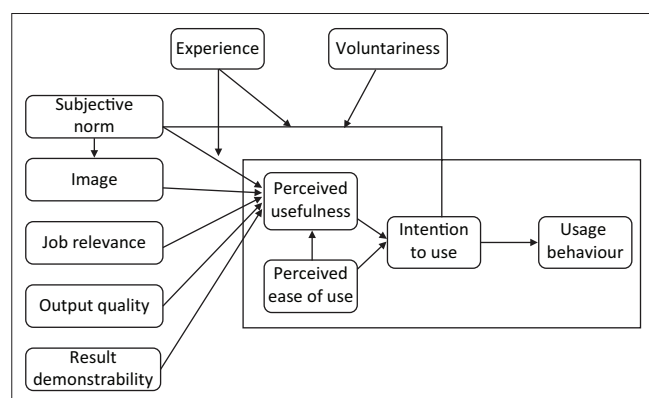 Experience
Voluntariness
Subjective
norm
Image
Job relevance
Output quality
Result
demonstrability
Perceived
usefulness
Perceived
ease of use
Intention
to use
Usage
behaviour